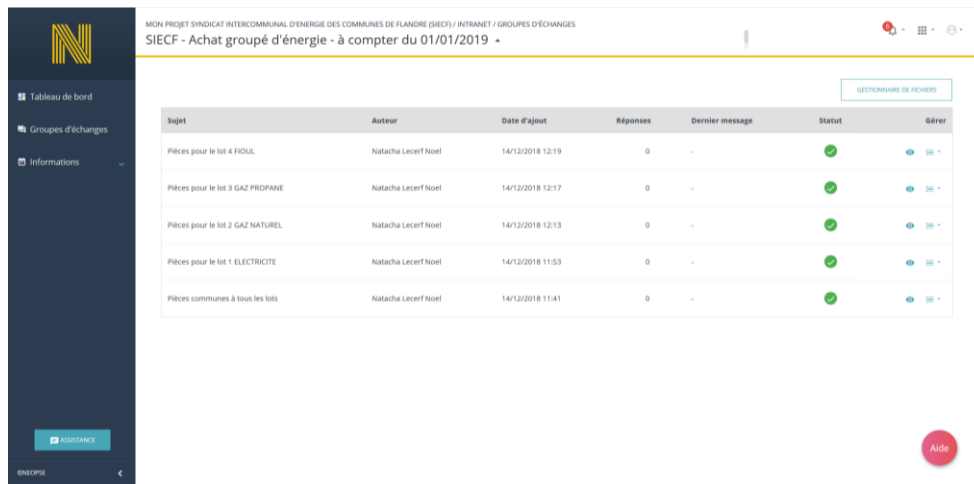 MON PROJET SYNDICAT INTERCOMMUNAL D'ENERGIE DES COMMUNES DE FLANDRE (SIECF) / INTRANET / GROUPES D'ÉCHANGES
SIECF - Achat groupé d'énergie - à compter du 01/01/2019
6
Tableau de bord
Groupes d'échanges
Informations
GESTIONNAIRE DE FICHIERS
Sujet Auteur Date d'ajout Réponses Dernier message Statut Gérer
Pièces pour le lot 4 FIOUL Natacha Lecerf Noel 14/12/2018 12:19 0 -
Pièces pour le lot 3 GAZ PROPANE Natacha Lecerf Noel 14/12/2018 12:17 0 -
Pièces pour le lot 2 GAZ NATUREL Natacha Lecerf Noel 14/12/2018 12:13 0 -
Pièces pour le lot 1 ELECTRICITE Natacha Lecerf Noel 14/12/2018 11:53 0 -
Pièces communes à tous les lots Natacha Lecerf Noel 14/12/2018 11:41 0 -
ASSISTANCE
©NEOPSE
Aide